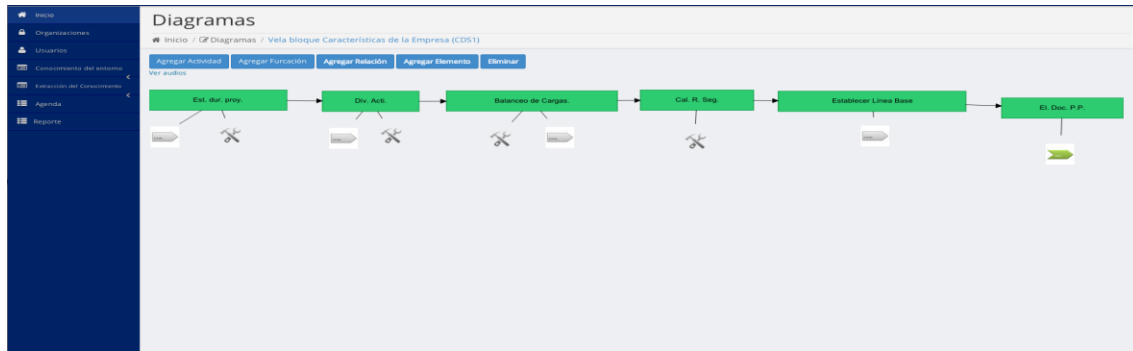 Inicio
Organizaciones
Usuarios
Conocimiento del entorno
Extracción del Conocimiento
Agenda
Reporte
Diagramas
Inicio / Diagramas / Vela bloque Características de la Empresa (CDS1)
Agregar Actividad Agregar Furcación Agregar Relación Agregar Elemento Eliminar
Ver audios
Est. dur. proy. Div. Acti. Balanceo de Cargas. Cal. R. Seg. Establecer Linea Base El. Doc. P.P.